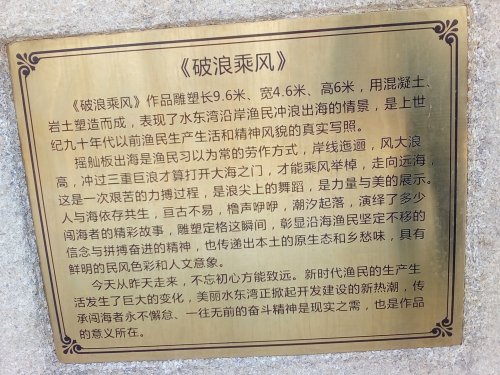 《破浪乘风》
《破浪乘风》作品雕塑长9.6米、宽4.6米、高6米，用混凝土、
岩土塑造而成，表现了水东湾沿岸渔民冲浪出海的情景，是上世
纪九十年代以前渔民生产生活和精神风貌的真实写照。
摇舢板出海是渔民习以为常的劳作方式，岸线迤逦，风大浪
高，冲过三重巨浪才算打开大海之门，才能乘风举棹，走向远海，
这是一次艰苦的力搏过程，是浪尖上的舞蹈，是力量与美的展示。
人与海依存共生，亘古不易，橹声咿咿，潮汐起落，演绎了多少
闯海者的精彩故事，雕塑定格这瞬间，彰显沿海渔民坚定不移的
信念与拼搏奋进的精神，也传递出本土的原生态和乡愁味，具有
鲜明的民风色彩和人文意象。
今天从昨天走来，不忘初心方能致远。新时代渔民的生产生
活发生了巨大的变化，美丽水东湾正掀起开发建设的新热潮，传
承闯海者永不懈怠、一往无前的奋斗精神是现实之需，也是作品
的意义所在。